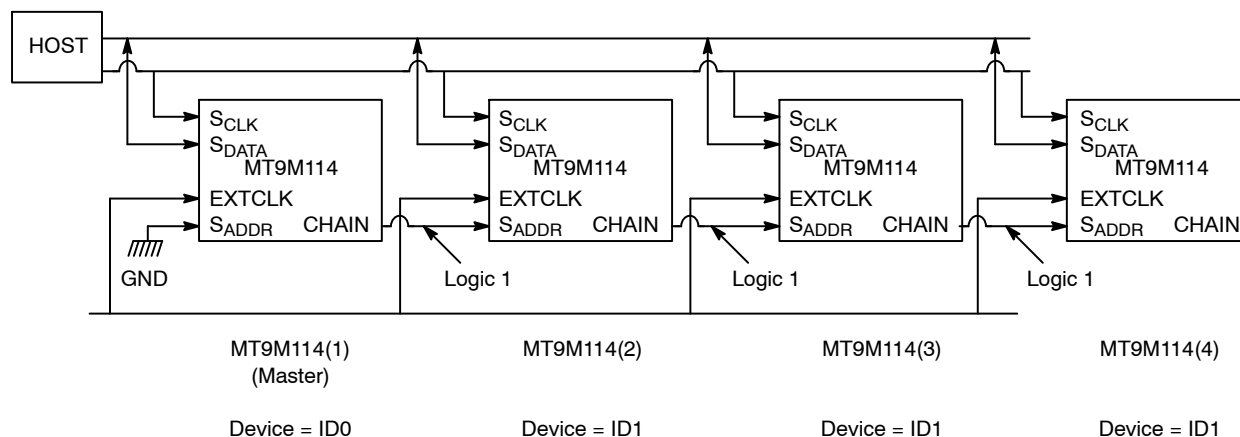 HOST
SCLK
SDATA
MT9M114
EXTCLK
SADDR CHAIN
GND
Logic 1
SCLK
SDATA
MT9M114
EXTCLK
SADDR CHAIN
Logic 1
SCLK
SDATA
MT9M114
EXTCLK
SADDR CHAIN
Logic 1
SCLK
SDATA
MT9M114
EXTCLK
SADDR CHAIN
MT9M114(1)
(Master)
MT9M114(2)
MT9M114(3)
MT9M114(4)
Device = ID0
Device = ID1
Device = ID1
Device = ID1